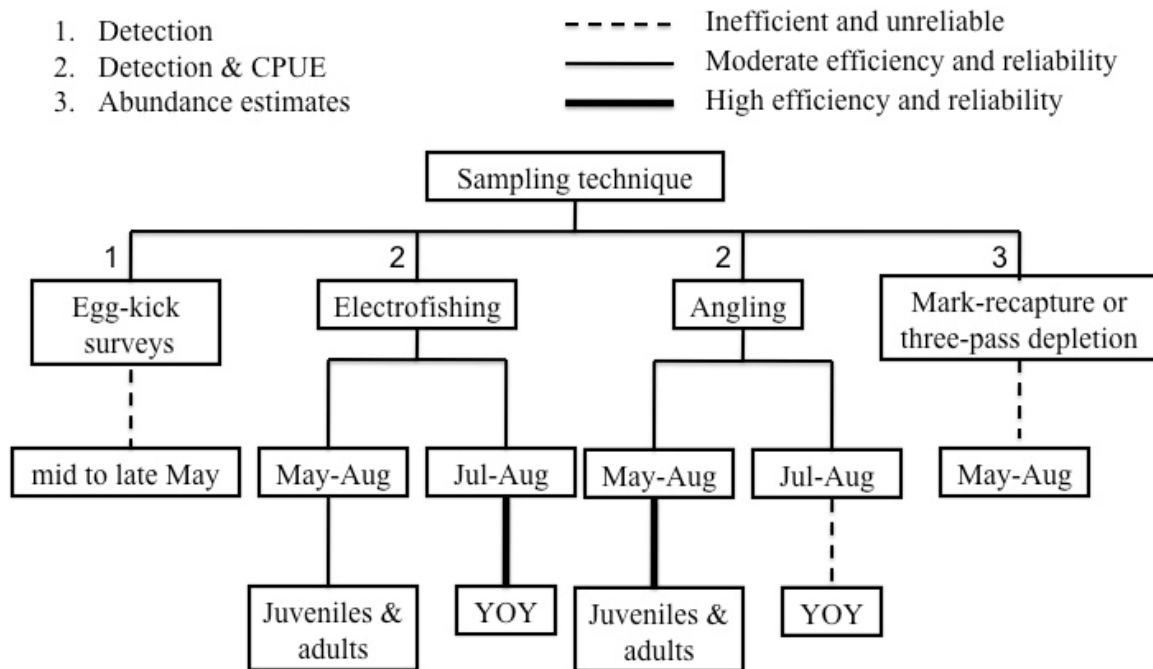 1. Detection
2. Detection & CPUE
3. Abundance estimates
Inefficient and unreliable
Moderate efficiency and reliability
High efficiency and reliability
Sampling technique
1
2
2
3
Egg-kick
surveys
Electrofishing
Angling
Mark-recapture or
three-pass depletion
mid to late May
May-Aug
Jul-Aug
May-Aug
Jul-Aug
May-Aug
Juveniles &
adults
YOY
Juveniles &
adults
YOY